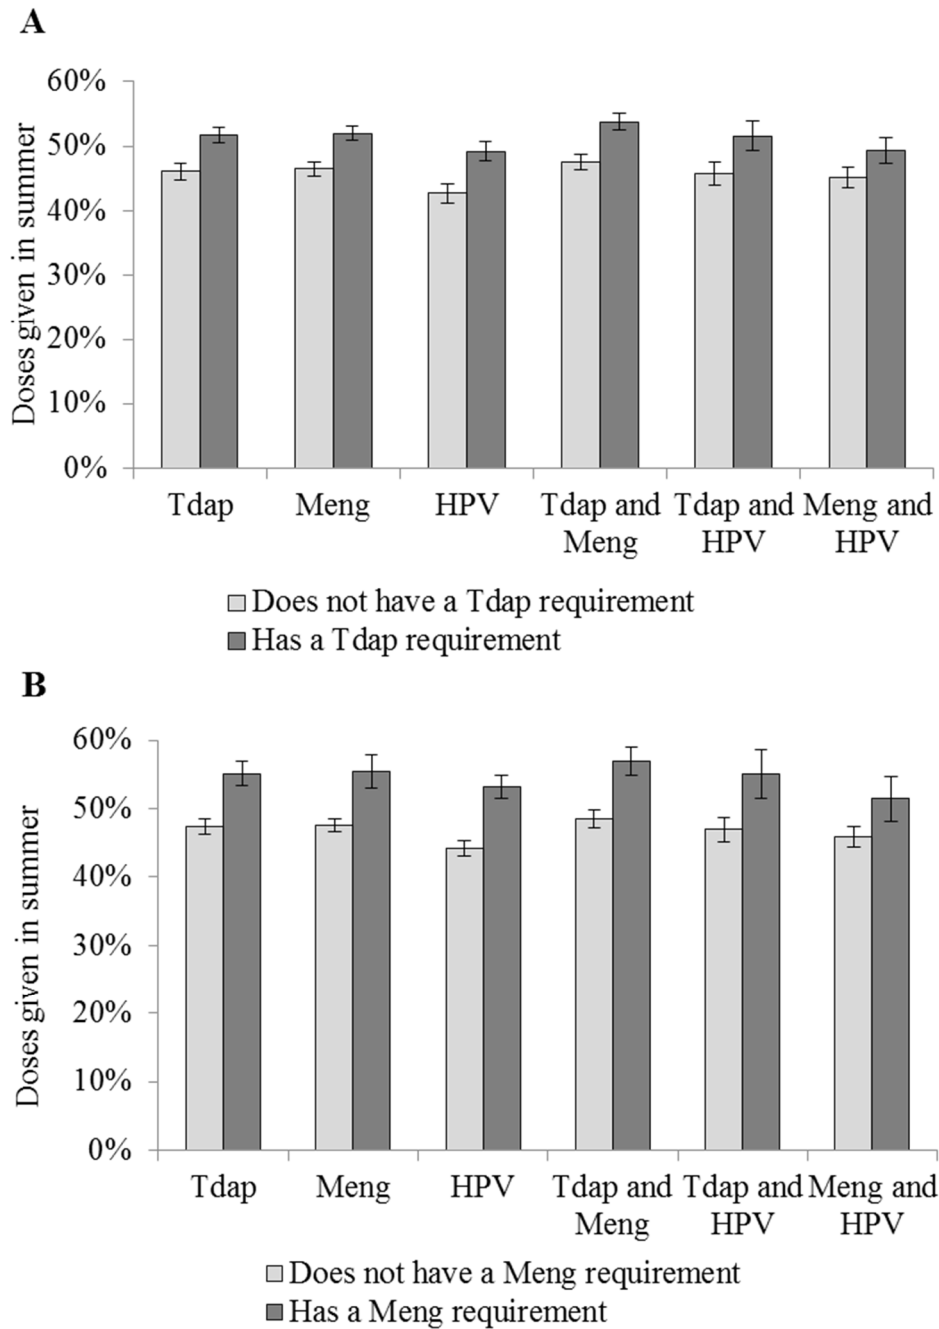 A
60%
50%
40%
30%
20%
10%
0%
Doses given in summer
Tdap Meng HPV Tdap and Tdap and Meng and
Meng HPV HPV
Does not have a Tdap requirement
Has a Tdap requirement
B
60%
50%
40%
30%
20%
10%
0%
Doses given in summer
Tdap Meng HPV Tdap and Tdap and Meng and
Meng HPV HPV
Does not have a Meng requirement
Has a Meng requirement